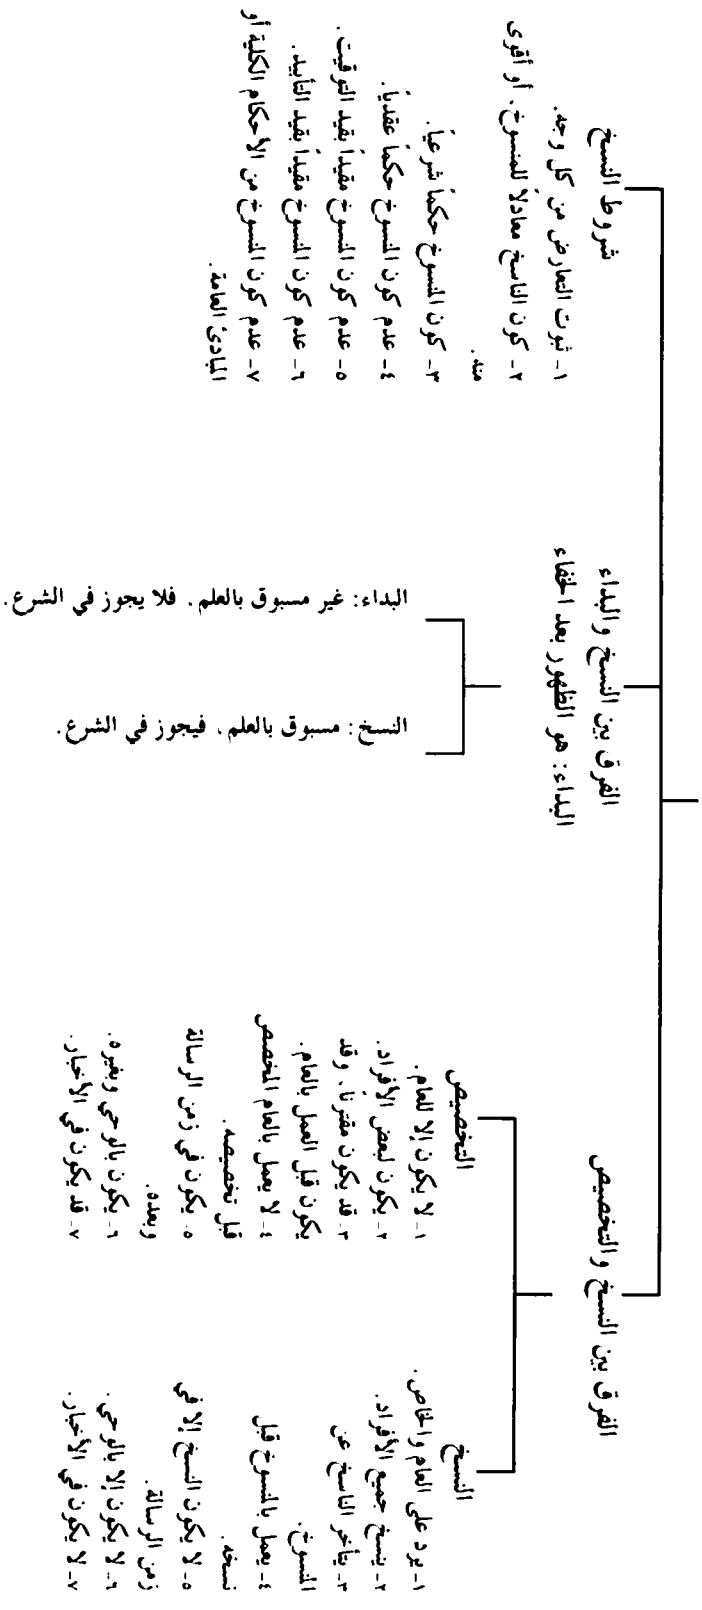 شروط النسخ
١- ثبوت التعارض من كل وجه.
٢- كون الناسخ معادلاً للمنسوخ، أو أقوى
منه.
٣- كون المنسوخ حكماً شرعياً.
٤- عدم كون المنسوخ حكماً عقدياً.
٥- عدم كون المنسوخ مقيداً بقيد التوقيت.
٦- عدم كون المنسوخ مقيداً بقيد التأبيد.
٧- عدم كون المنسوخ من الأحكام الكلية أو
المبادئ العامة.
الفرق بين النسخ والبداء
البداء: هو الظهور بعد الخفاء
البداء: غير مسبوق بالعلم. فلا يجوز في الشرع.
النسخ: مسبوق بالعلم. فيجوز في الشرع.
الفرق بين النسخ والتخصيص
التخصيص
١- لا يكون إلا للعام.
٢- يكون لبعض الأفراد.
٣- قد يكون مقترناً، وقد
يكون قبل العمل بالعام.
٤- لا يعمل بالعام المخصص
قبل تخصيصه.
٥- يكون في زمن الرسالة
وبعده.
٦- يكون بالوحي وبغيره.
٧- قد يكون في الأخبار.
النسخ
١- يرد على العام والخاص.
٢- ينسخ جميع الأفراد.
٣- يتأخر الناسخ عن
المنسوخ.
٤- يعمل بالمنسوخ قبل
نسخه.
٥- لا يكون النسخ إلا في
زمن الرسالة.
٦- لا يكون إلا بالوحي.
٧- لا يكون في الأخبار.